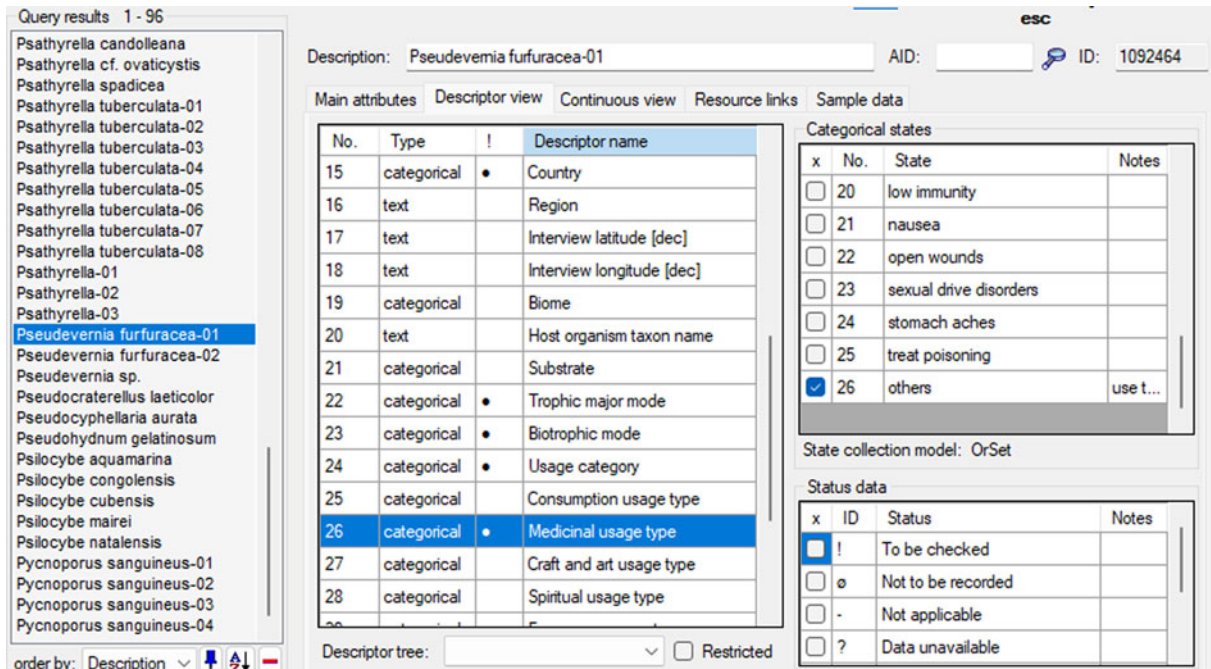 Query results 1 - 96
esc
Psathyrella candolleana
Psathyrella cf. ovaticystis
Psathyrella spadicea
Psathyrella tuberculata-01
Psathyrella tuberculata-02
Psathyrella tuberculata-03
Psathyrella tuberculata-04
Psathyrella tuberculata-05
Psathyrella tuberculata-06
Psathyrella tuberculata-07
Psathyrella tuberculata-08
Psathyrella-01
Psathyrella-02
Psathyrella-03
Pseudevernia furfuracea-01
Pseudevernia furfuracea-02
Pseudevernia sp.
Pseudocraterellus laeticolor
Pseudocyphellaria aurata
Pseudohydnum gelatinosum
Psilocybe aquamarina
Psilocybe congolensis
Psilocybe cubensis
Psilocybe mairei
Psilocybe natalensis
Pycnoporus sanguineus-01
Pycnoporus sanguineus-02
Pycnoporus sanguineus-03
Pycnoporus sanguineus-04
order by: Description
Description: Pseudevernia furfuracea-01 AID: ID: 1092464
Main attributes Descriptor view Continuous view Resource links Sample data
No. Type ! Descriptor name
15 categorical • Country
16 text Region
17 text Interview latitude [dec]
18 text Interview longitude [dec]
19 categorical Biome
20 text Host organism taxon name
21 categorical Substrate
22 categorical • Trophic major mode
23 categorical • Biotrophic mode
24 categorical • Usage category
25 categorical Consumption usage type
26 categorical • Medicinal usage type
27 categorical Craft and art usage type
28 categorical Spiritual usage type
Descriptor tree: Restricted
Categorical states
x No. State Notes
20 low immunity
21 nausea
22 open wounds
23 sexual drive disorders
24 stomach aches
25 treat poisoning
26 others use t...
State collection model: OrSet
Status data
x ID Status Notes
! To be checked
ø Not to be recorded
- Not applicable
? Data unavailable